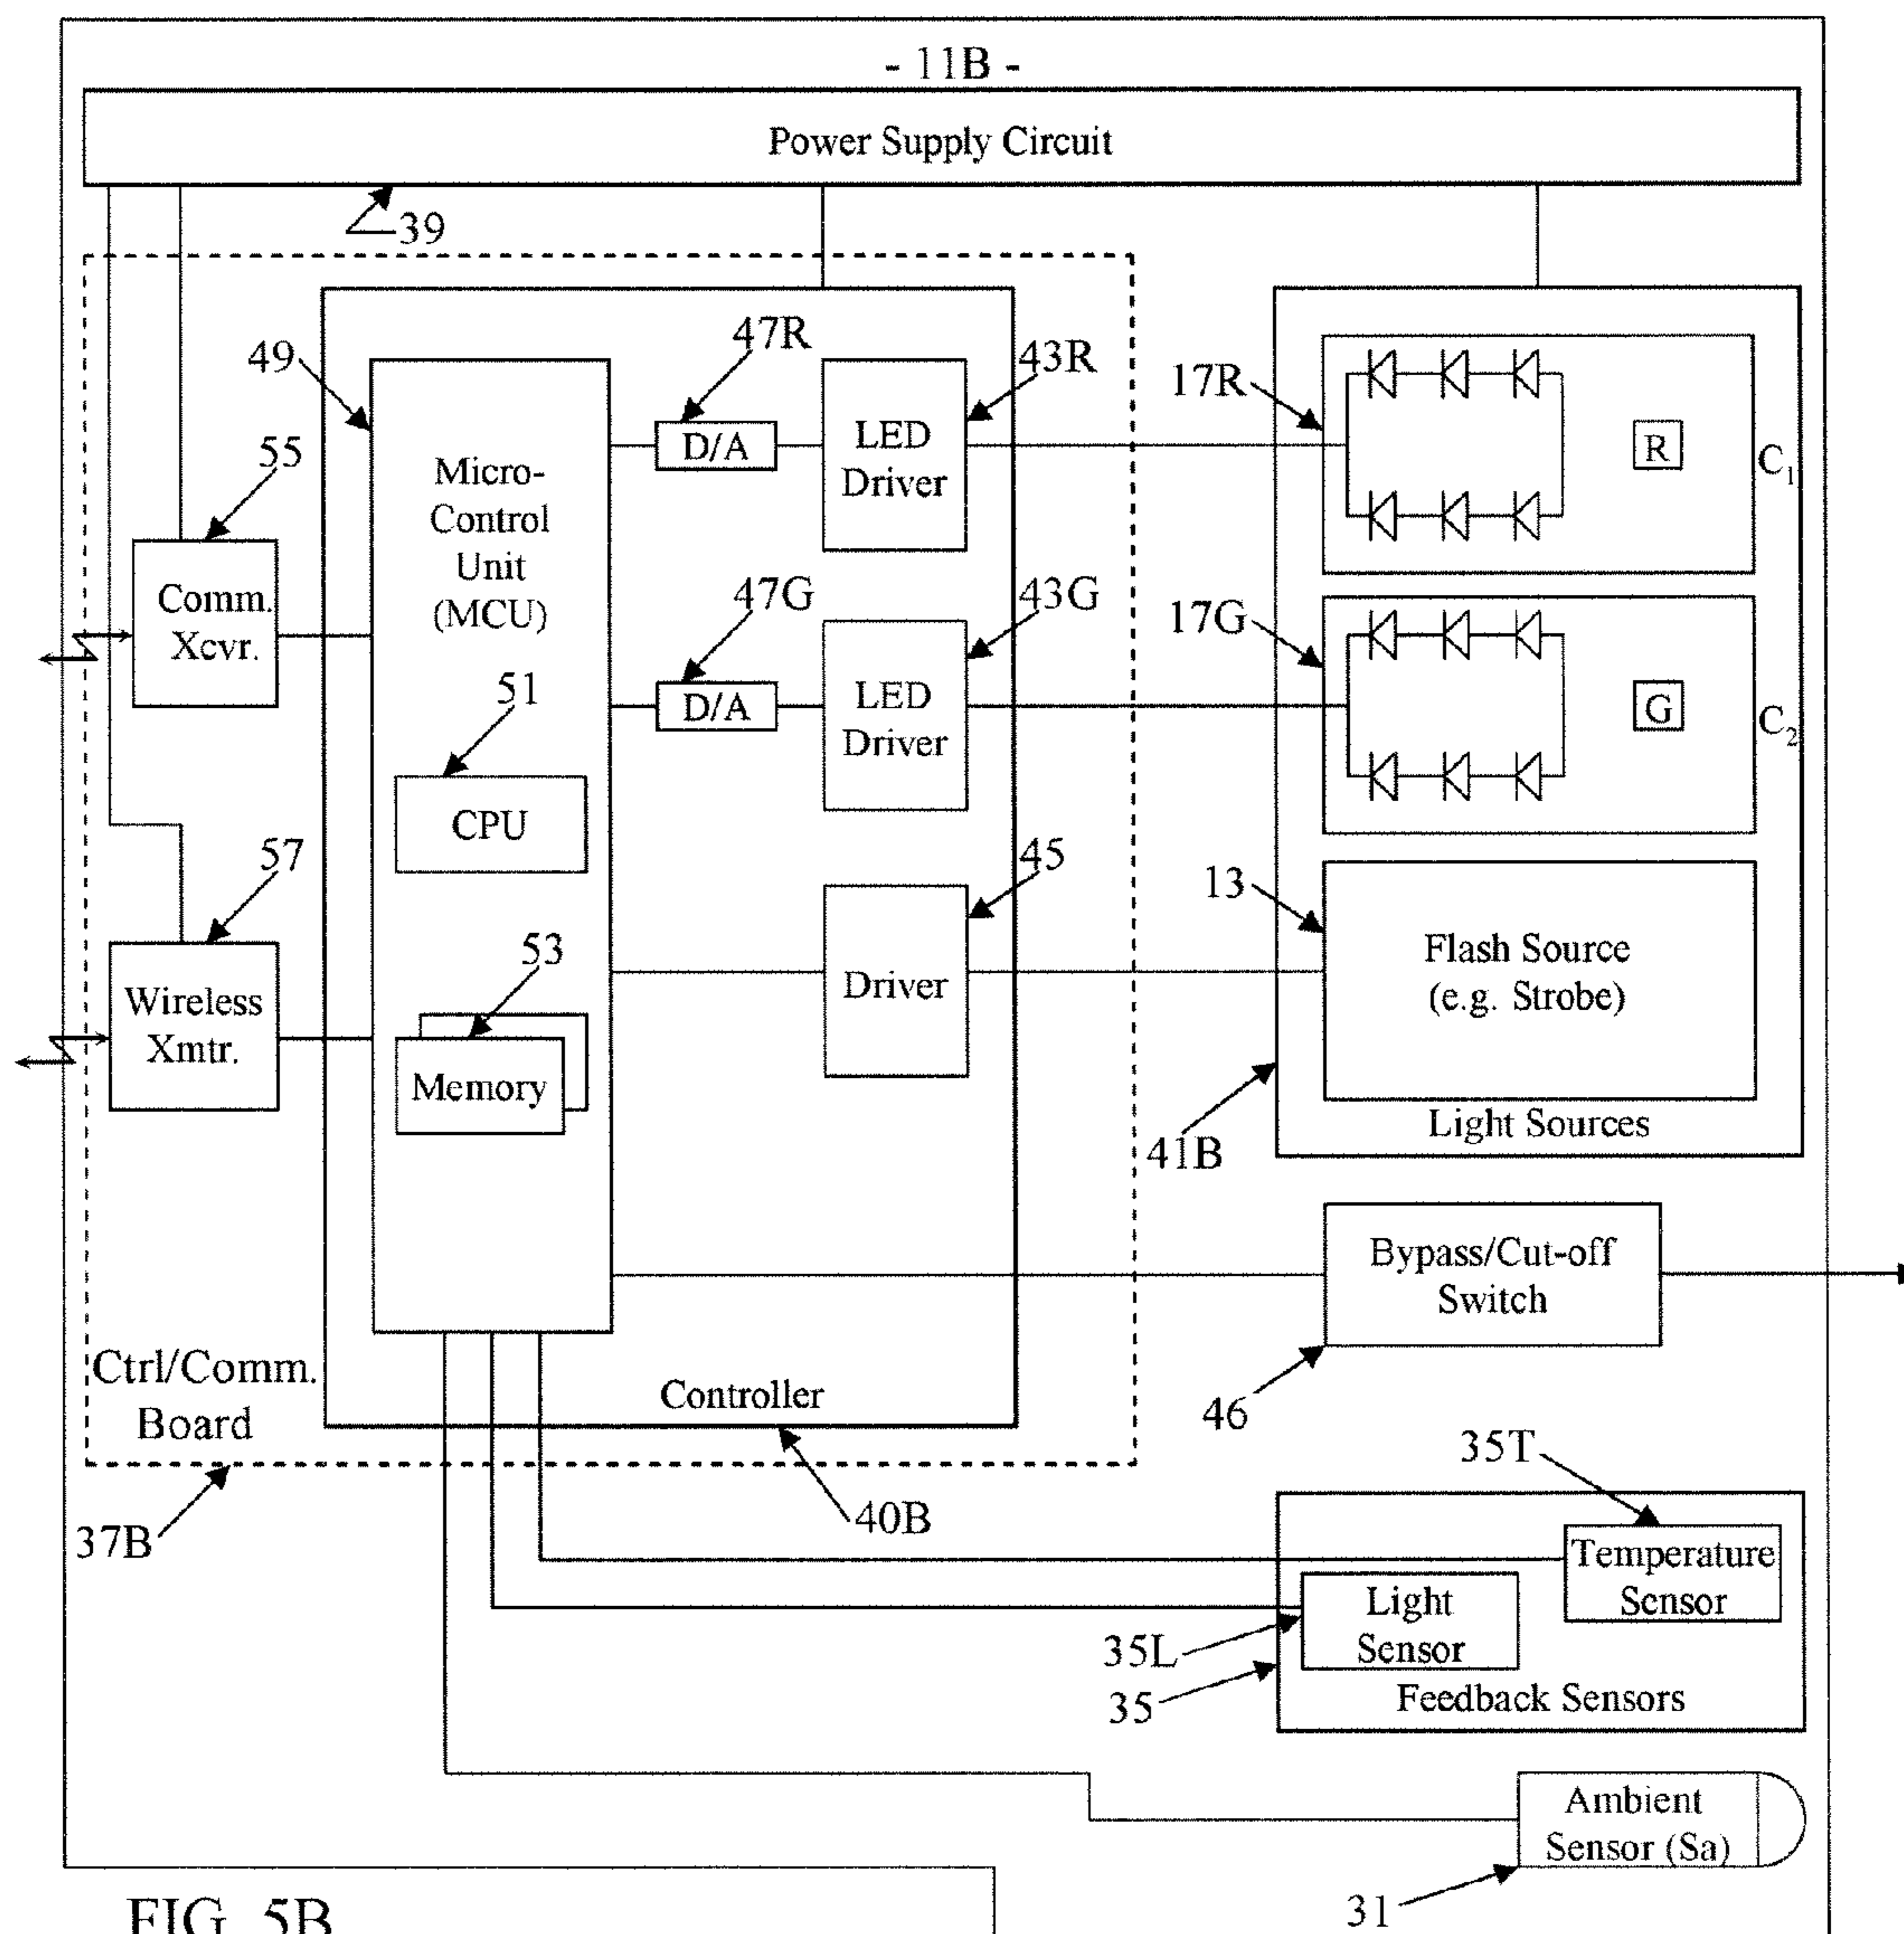 - 11B -
Power Supply Circuit
39
47R
43R
49
17R
D/A
LED
Driver
R
C₁
55
Micro-
Control
Unit
(MCU)
Comm.
Xcvr.
47G
43G
17G
D/A
LED
Driver
G
C₂
51
CPU
57
45
13
53
Wireless
Xmtr.
Driver
Flash Source
(e.g. Strobe)
Memory
Light Sources
41B
Bypass/Cut-off
Switch
46
Ctrl/Comm.
Board
Controller
37B
40B
35T
Temperature
Sensor
Light
Sensor
35L
35
Feedback Sensors
Ambient
Sensor (Sa)
31
FIG. 5B